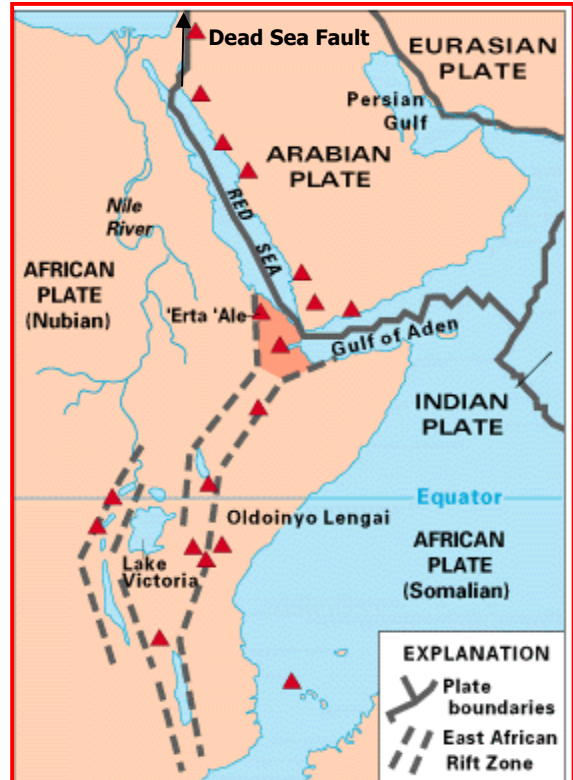 Dead Sea Fault
EURASIAN
PLATE
Persian
Gulf
ARABIAN
PLATE
Nile
River
RED SEA
AFRICAN
PLATE
(Nubian)
'Erta 'Ale
Gulf of Aden
INDIAN
PLATE
Equator
Oldoinyo Lengai
AFRICAN
PLATE
(Somalian)
Lake
Victoria
EXPLANATION
Plate
boundaries
East African
Rift Zone